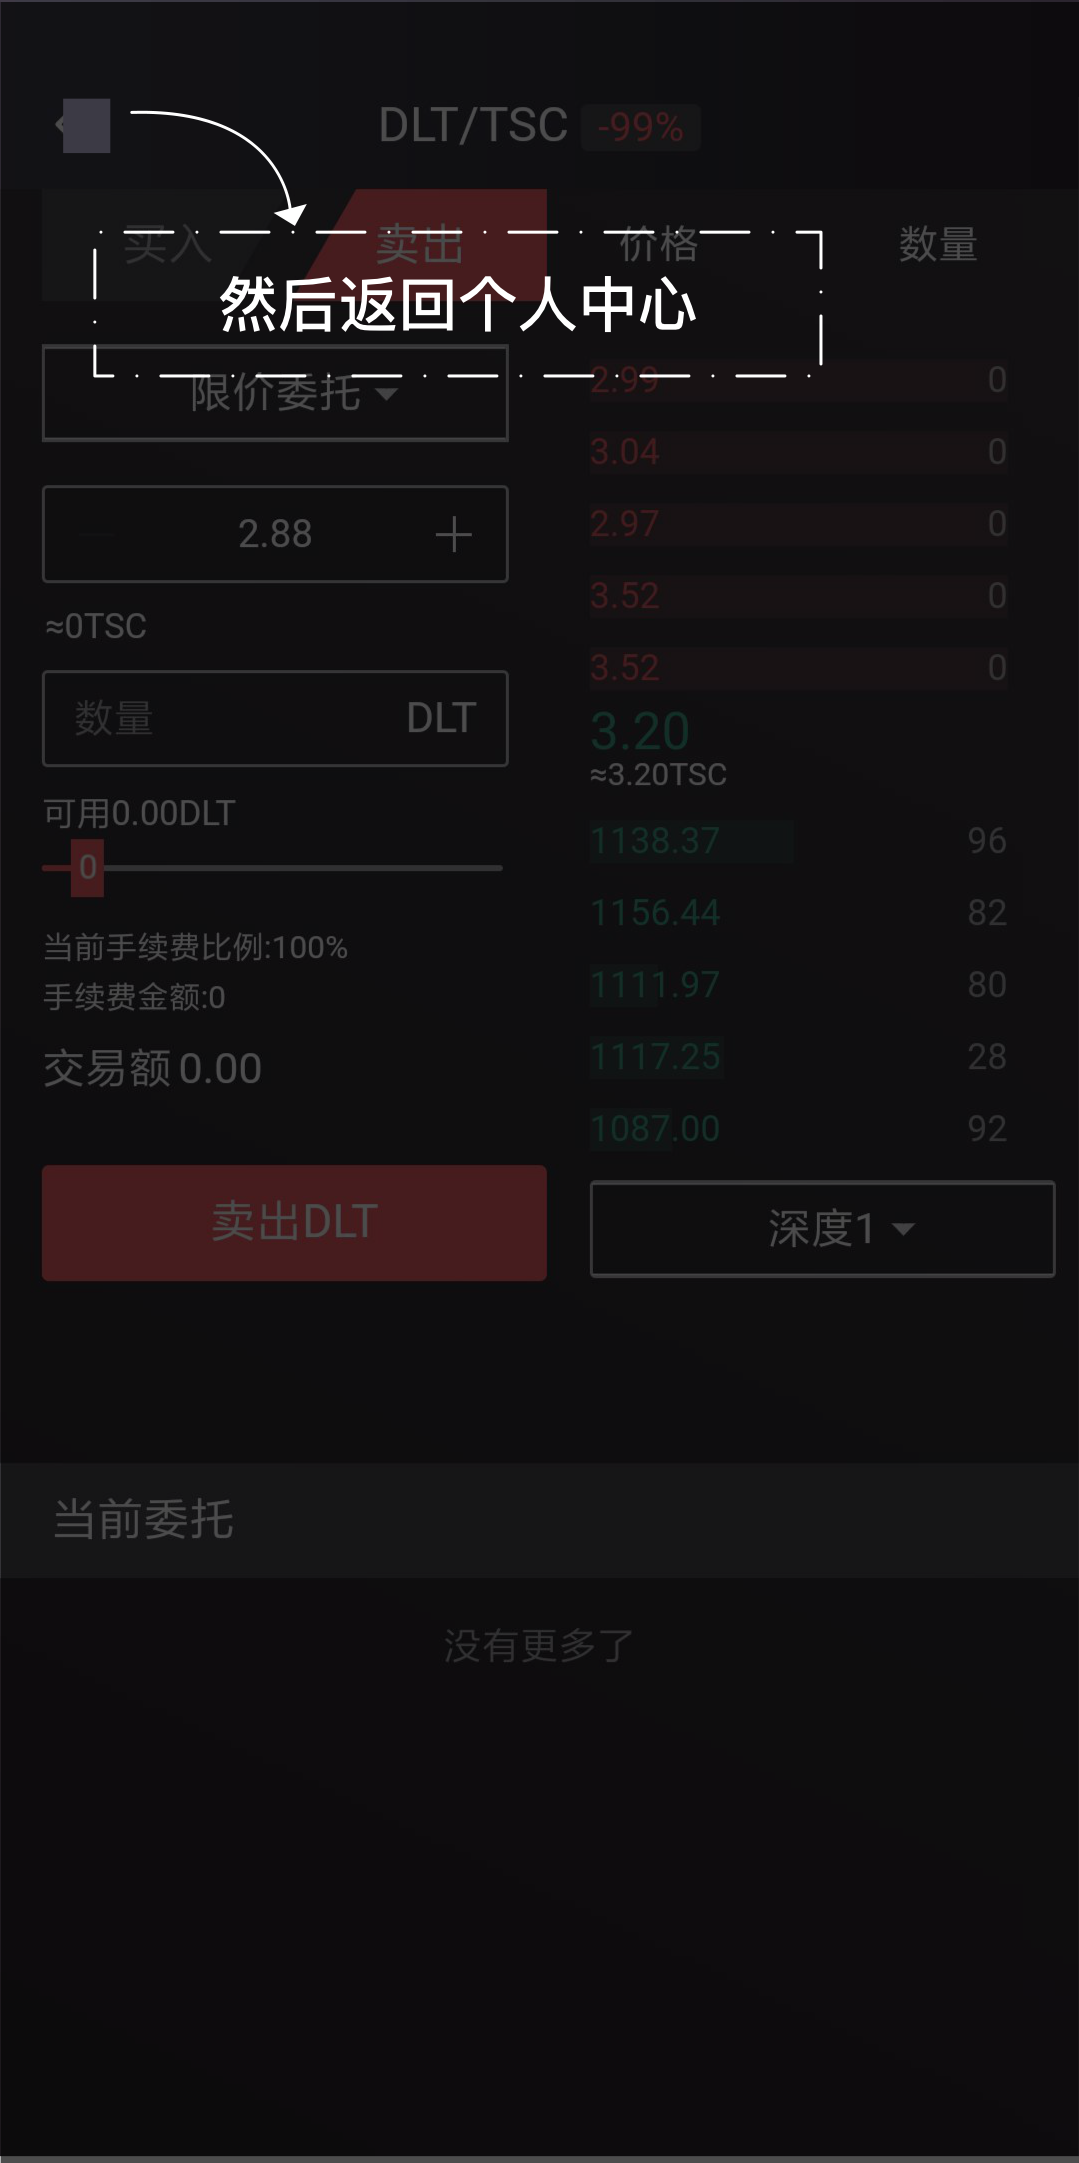 DLT/TSC -99%
买入 卖出 价格 数量
然后返回个人中心
限价委托
2.99 0
3.04 0
2.88
2.97 0
≈0TSC
3.52 0
3.52 0
数量 DLT
3.20
≈3.20TSC
可用0.00DLT
0
1138.37 96
1156.44 82
当前手续费比例:100%
手续费金额:0
1111.97 80
交易额 0.00
1117.25 28
1087.00 92
卖出DLT
深度1
当前委托
没有更多了